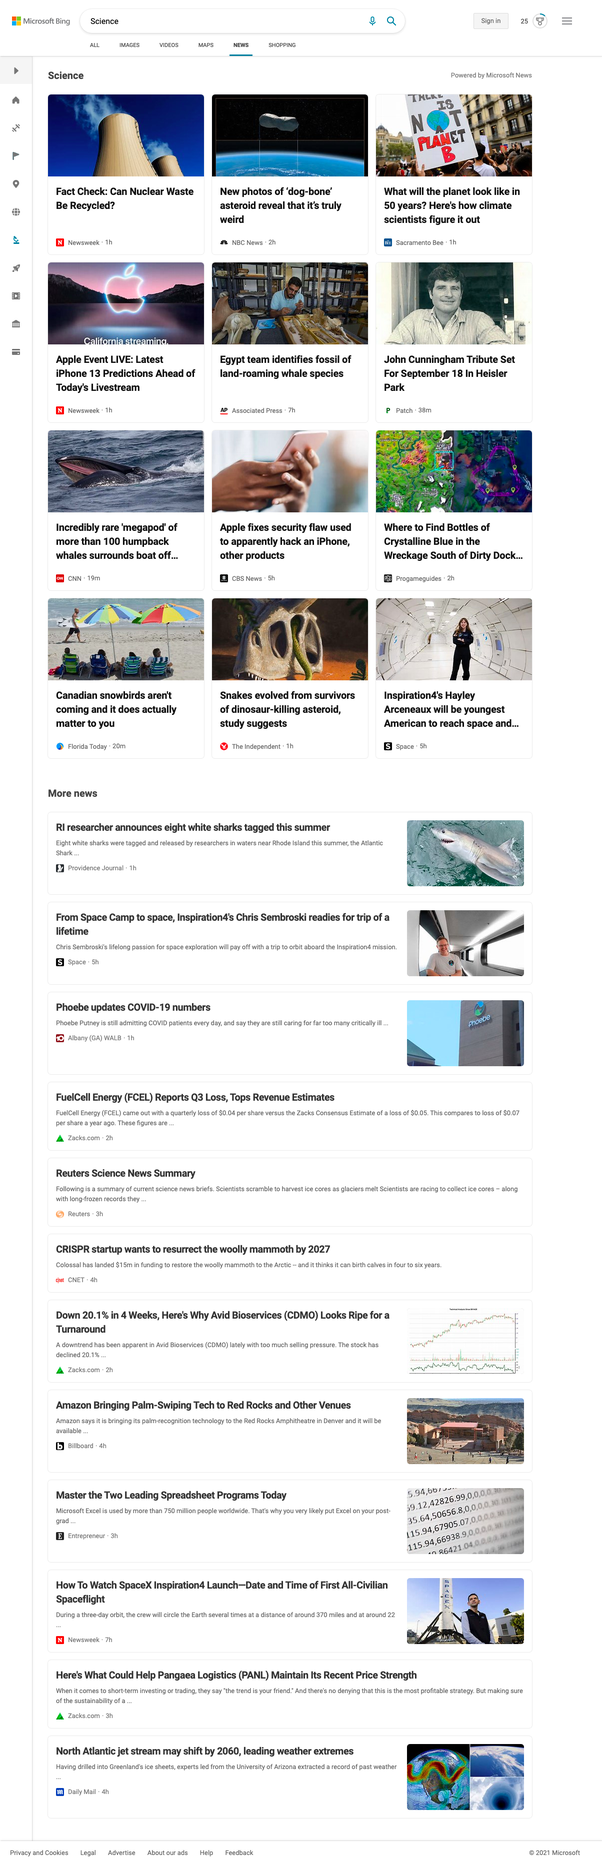 Microsoft Bing
Science
Sign in
25
ALL
IMAGES
VIDEOS
MAPS
NEWS
SHOPPING
Science
Powered by Microsoft News
THERE IS
NOT
A PLANET
B
Fact Check: Can Nuclear Waste
Be Recycled?
Newsweek · 1h
New photos of ‘dog-bone’
asteroid reveal that it’s truly
weird
NBC News · 2h
What will the planet look like in
50 years? Here's how climate
scientists figure it out
Sacramento Bee · 1h
California streaming.
Apple Event LIVE: Latest
iPhone 13 Predictions Ahead of
Today's Livestream
Newsweek · 1h
Egypt team identifies fossil of
land-roaming whale species
AP Associated Press · 7h
John Cunningham Tribute Set
For September 18 In Heisler
Park
Patch · 38m
Incredibly rare 'megapod' of
more than 100 humpback
whales surrounds boat off...
CNN · 19m
Apple fixes security flaw used
to apparently hack an iPhone,
other products
CBS News · 5h
Where to Find Bottles of
Crystalline Blue in the
Wreckage South of Dirty Dock...
Progameguides · 2h
Canadian snowbirds aren't
coming and it does actually
matter to you
Florida Today · 20m
Snakes evolved from survivors
of dinosaur-killing asteroid,
study suggests
The Independent · 1h
Inspiration4's Hayley
Arceneaux will be youngest
American to reach space and...
Space · 5h
More news
RI researcher announces eight white sharks tagged this summer
Eight white sharks were tagged and released by researchers in waters near Rhode Island this summer, the Atlantic
Shark ...
Providence Journal · 1h
From Space Camp to space, Inspiration4's Chris Sembroski readies for trip of a
lifetime
Chris Sembroski's lifelong passion for space exploration will pay off with a trip to orbit aboard the Inspiration4 mission.
Space · 5h
Phoebe updates COVID-19 numbers
Phoebe Putney is still admitting COVID patients every day, and say they are still caring for far too many critically ill ...
Albany (GA) WALB · 1h
Phoebe
FuelCell Energy (FCEL) Reports Q3 Loss, Tops Revenue Estimates
FuelCell Energy (FCEL) came out with a quarterly loss of $0.04 per share versus the Zacks Consensus Estimate of a loss of $0.05. This compares to loss of $0.07
per share a year ago. These figures are ...
Zacks.com · 2h
Reuters Science News Summary
Following is a summary of current science news briefs. Scientists scramble to harvest ice cores as glaciers melt Scientists are racing to collect ice cores – along
with long-frozen records they ...
Reuters · 3h
CRISPR startup wants to resurrect the woolly mammoth by 2027
Colossal has landed $15m in funding to restore the woolly mammoth to the Arctic -- and it thinks it can birth calves in four to six years.
cnet CNET · 4h
Down 20.1% in 4 Weeks, Here's Why Avid Bioservices (CDMO) Looks Ripe for a
Turnaround
A downtrend has been apparent in Avid Bioservices (CDMO) lately with too much selling pressure. The stock has
declined 20.1% ...
Zacks.com · 2h
Amazon Bringing Palm-Swiping Tech to Red Rocks and Other Venues
Amazon says it is bringing its palm-recognition technology to the Red Rocks Amphitheatre in Denver and it will be
available ...
Billboard · 4h
Master the Two Leading Spreadsheet Programs Today
Microsoft Excel is used by more than 750 million people worldwide. That's why you very likely put Excel on your post-
grad ...
Entrepreneur · 3h
How To Watch SpaceX Inspiration4 Launch—Date and Time of First All-Civilian
Spaceflight
During a three-day orbit, the crew will circle the Earth several times at a distance of around 370 miles and at around 22
...
Newsweek · 7h
SPACEX
Here's What Could Help Pangaea Logistics (PANL) Maintain Its Recent Price Strength
When it comes to short-term investing or trading, they say "the trend is your friend." And there's no denying that this is the most profitable strategy. But making sure
of the sustainability of a ...
Zacks.com · 3h
North Atlantic jet stream may shift by 2060, leading weather extremes
Having drilled into Greenland's ice sheets, experts led from the University of Arizona extracted a record of past weather
...
Daily Mail · 4h
Privacy and Cookies
Legal
Advertise
About our ads
Help
Feedback
© 2021 Microsoft